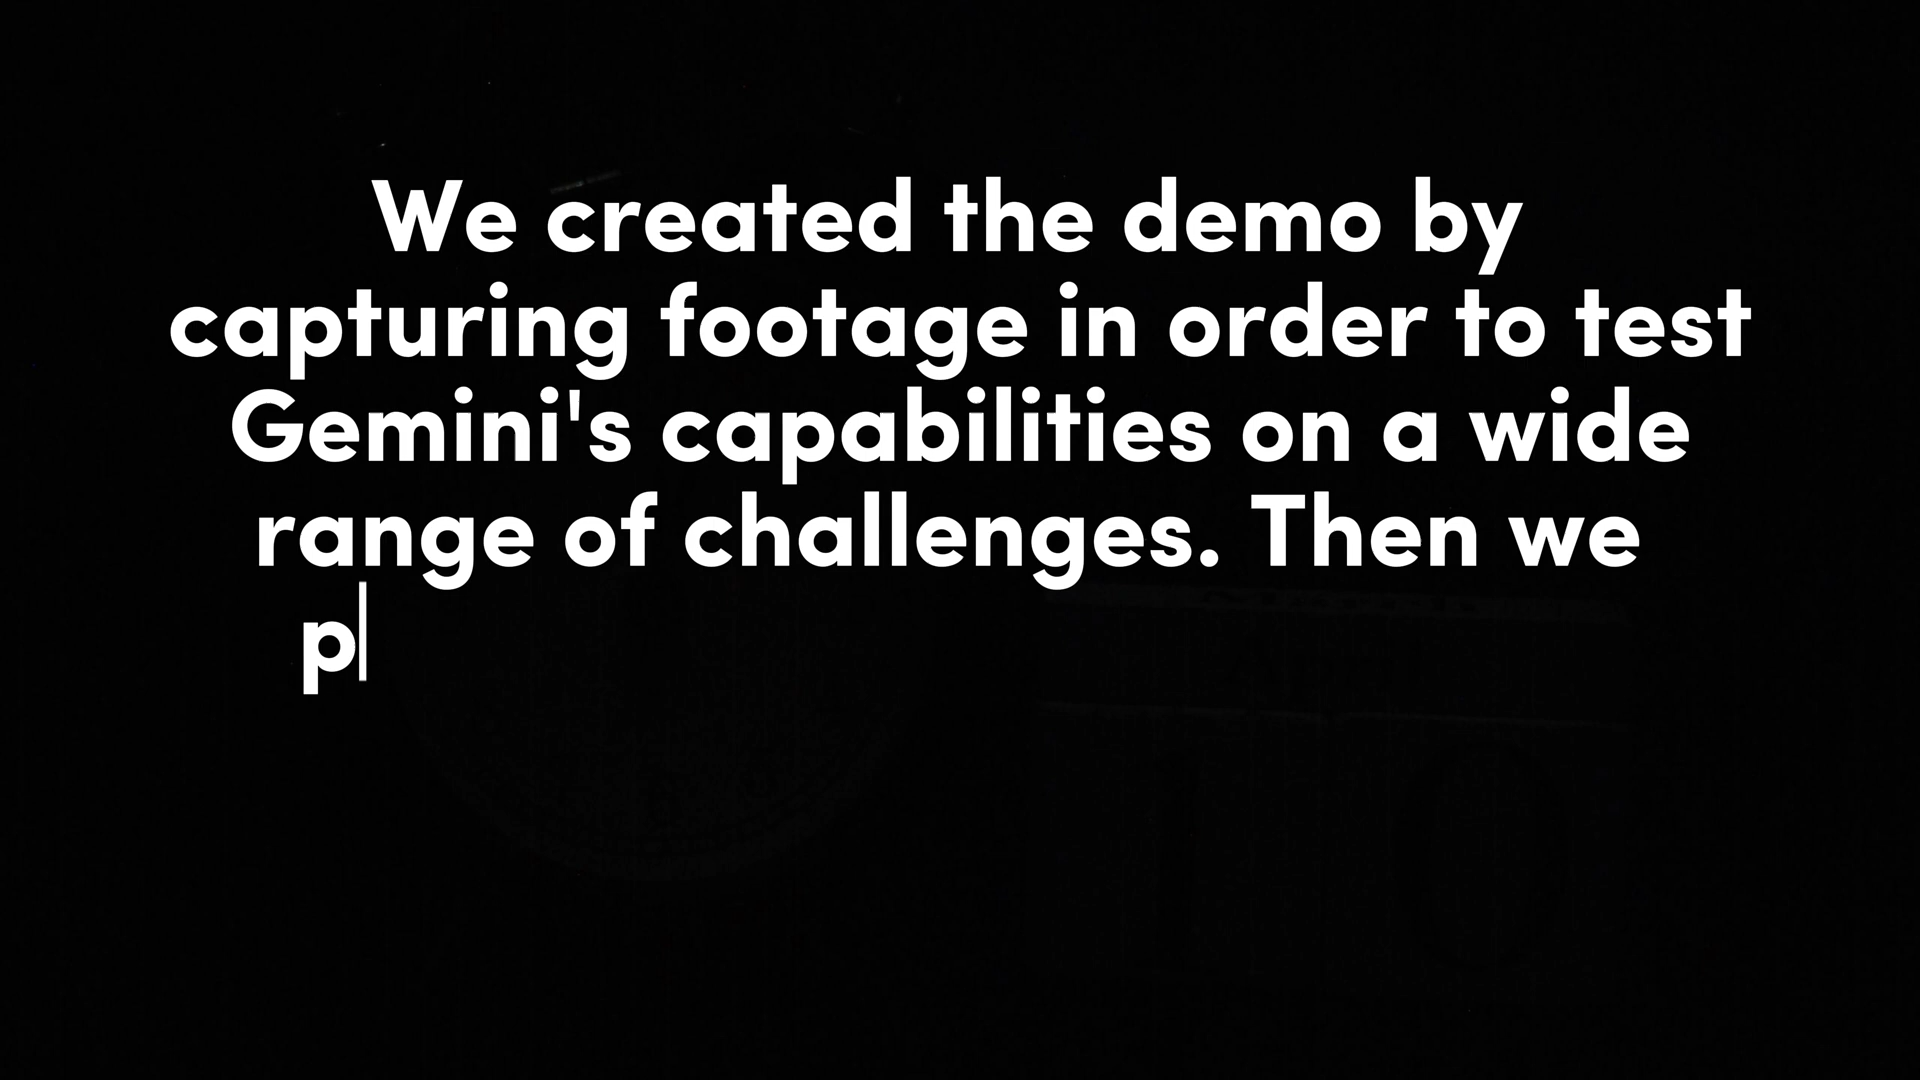 We created the demo by
capturing footage in order to test
Gemini's capabilities on a wide
range of challenges. Then we
p